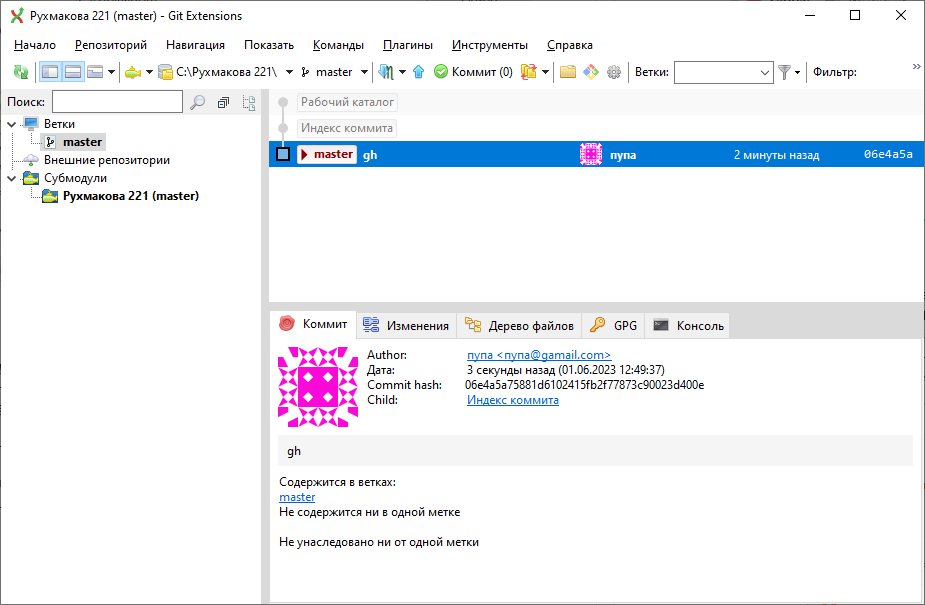 Рухмакова 221 (master) - Git Extensions
Начало Репозиторий Навигация Показать Команды Плагины Инструменты Справка
C:\Рухмакова 221\ master Коммит (0) Ветки: Фильтр: »
Поиск:
Ветки
master
Внешние репозитории
Субмодули
Рухмакова 221 (master)
Рабочий каталог
Индекс коммита
master gh пупа 2 минуты назад 06e4a5a
Коммит Изменения Дерево файлов GPG Консоль
Author: пупа <пупа@gamail.com>
Дата: 3 секунды назад (01.06.2023 12:49:37)
Commit hash: 06e4a5a75881d6102415fb2f77873c90023d400e
Child: Индекс коммита
gh
Содержится в ветках:
master
Не содержится ни в одной метке
Не унаследовано ни от одной метки